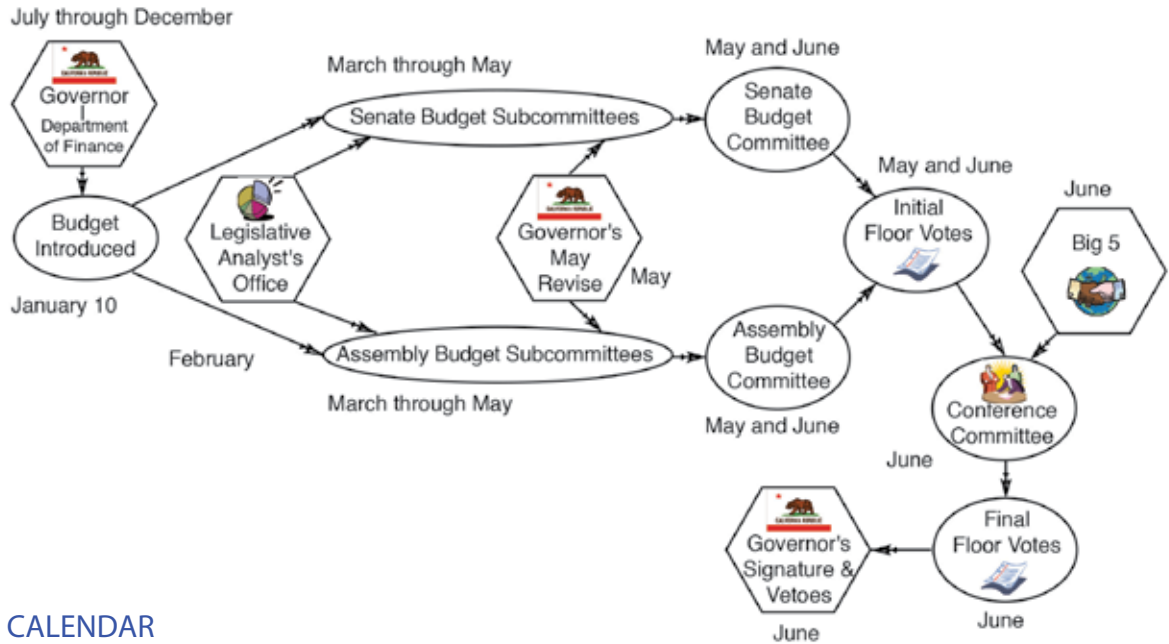 July through December
Governor
Department
of Finance
Budget
Introduced
January 10
February
Legislative
Analyst's
Office
March through May
Senate Budget Subcommittees
Governor's
May
Revise
May
Assembly Budget Subcommittees
March through May
May and June
Senate
Budget
Committee
Assembly
Budget
Committee
May and June
May and June
Initial
Floor Votes
June
Big 5
Conference
Committee
June
Final
Floor Votes
June
Governor's
Signature &
Vetoes
June
CALENDAR